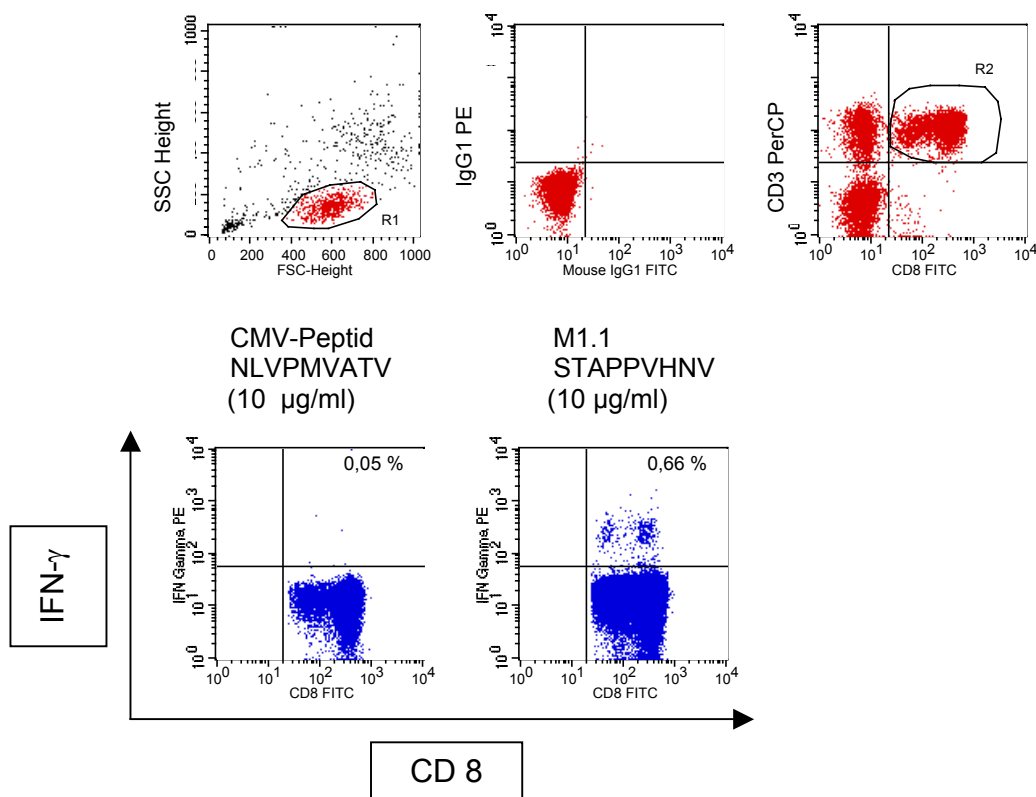 1000
SSC Height
0
R1
0 200 400 600 800 1000
FSC-Height
10^4
IgG1 PE
10^0
10^0 10^1 10^2 10^3 10^4
Mouse IgG1 FITC
10^4
R2
CD3 PerCP
10^0
10^0 10^1 10^2 10^3 10^4
CD8 FITC
CMV-Peptid
NLVPMVATV
(10 µg/ml)
M1.1
STAPPVHNV
(10 µg/ml)
IFN-γ
0,05 %
10^4
10^3
10^2
10^1
10^0
IFN Gamma, PE
10^0 10^1 10^2 10^3 10^4
CD8 FITC
0,66 %
10^4
10^3
10^2
10^1
10^0
IFN Gamma, PE
10^0 10^1 10^2 10^3 10^4
CD8 FITC
CD 8